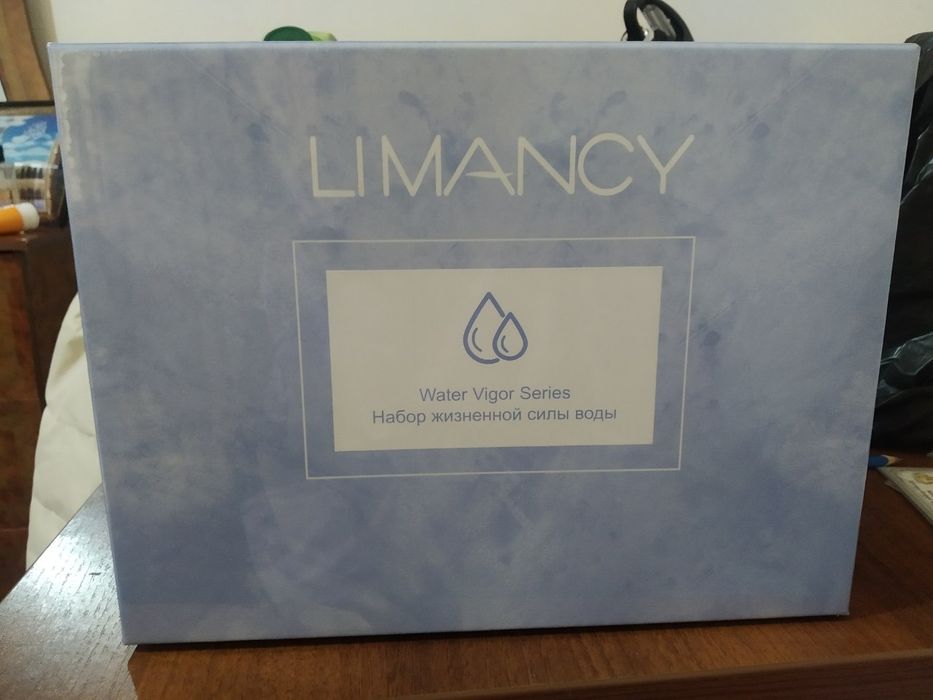 LIMANCY
Water Vigor Series
Набор жизненной силы воды